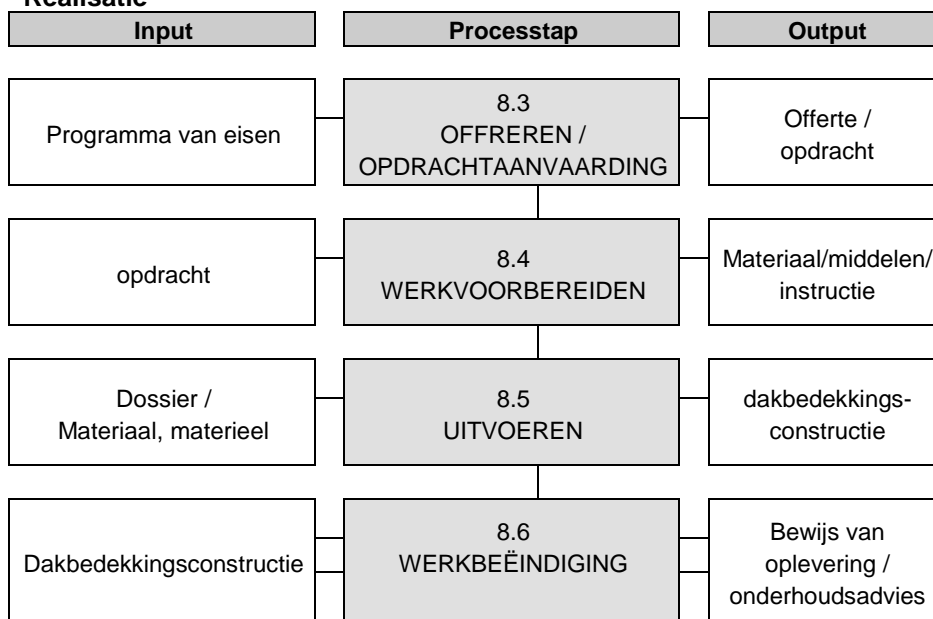 Realisatie
Input
Processtap
Output
Programma van eisen
8.3
OFFREREN /
OPDRACHTAANVAARDING
Offerte /
opdracht
opdracht
8.4
WERKVOORBEREIDEN
Materiaal/middelen/
instructie
Dossier /
Materiaal, materieel
8.5
UITVOEREN
dakbedekkings-
constructie
Dakbedekkingsconstructie
8.6
WERKBEËINDIGING
Bewijs van
oplevering /
onderhoudsadvies